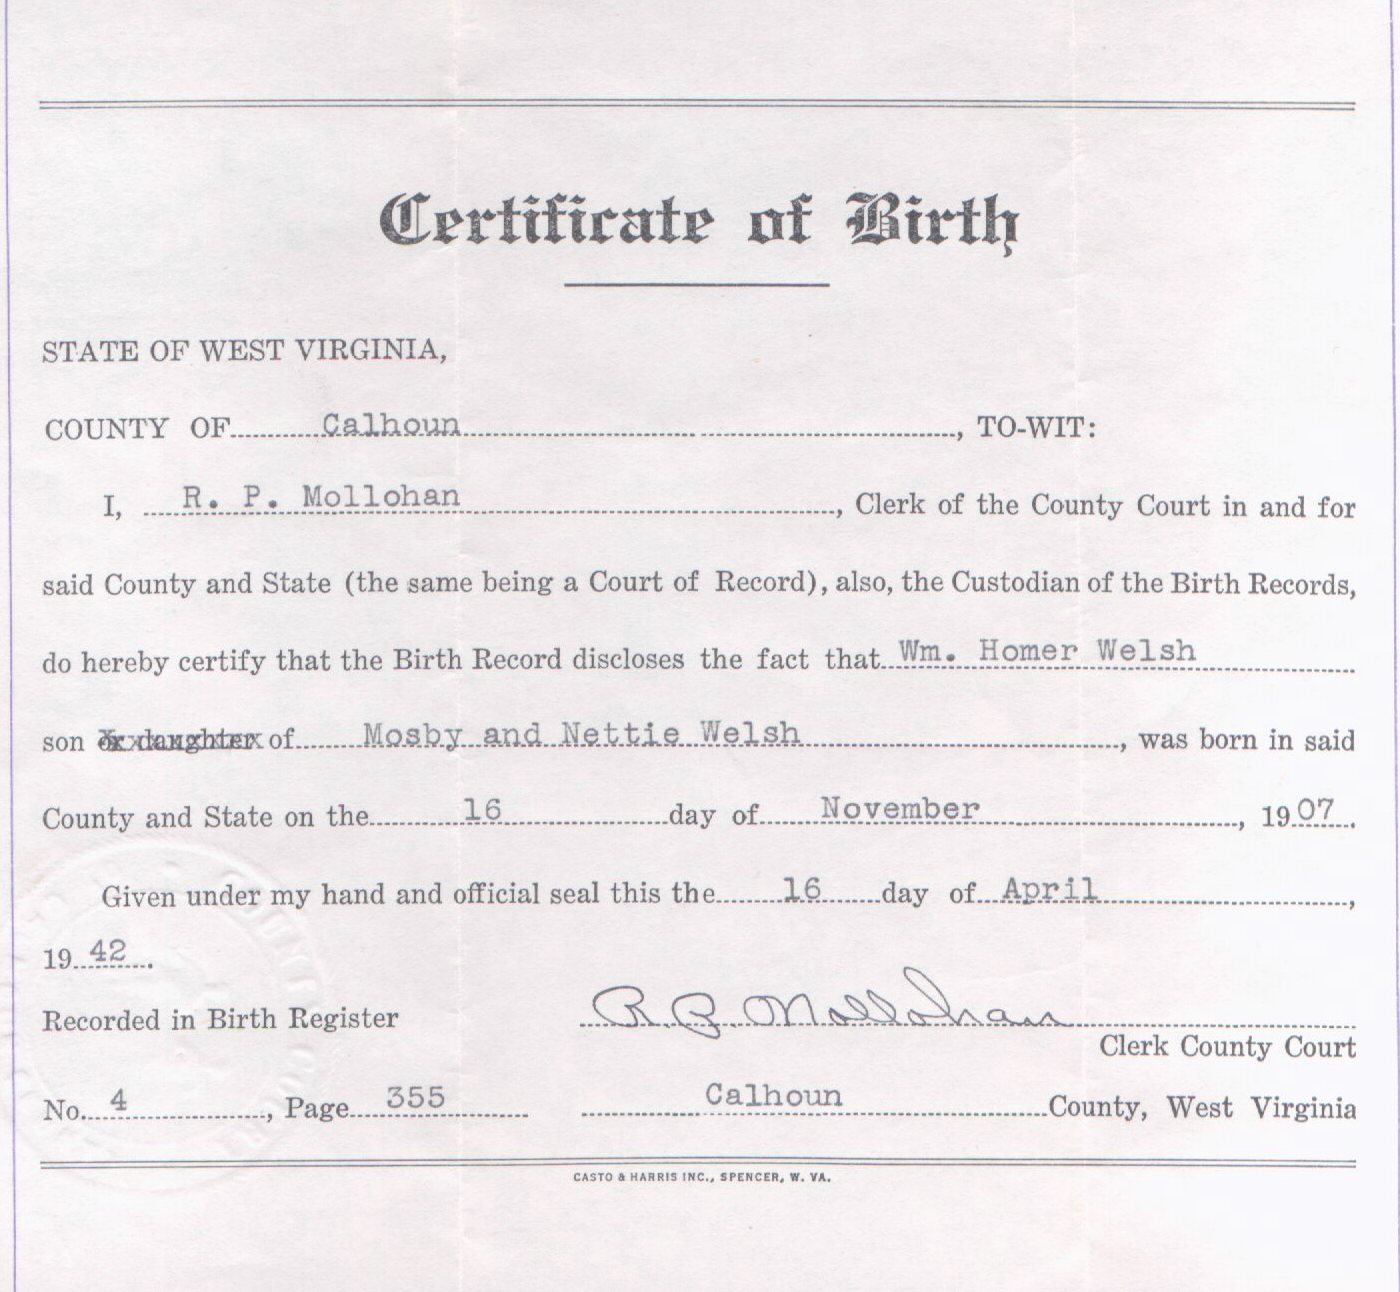 Certificate of Birth
STATE OF WEST VIRGINIA,
COUNTY OF Calhoun, TO-WIT:
I, R. P. Mollohan, Clerk of the County Court in and for
said County and State (the same being a Court of Record), also, the Custodian of the Birth Records,
do hereby certify that the Birth Record discloses the fact that Wm. Homer Welsh
son or daughter of Mosby and Nettie Welsh, was born in said
County and State on the 16 day of November, 1907.
Given under my hand and official seal this the 16 day of April,
1942.
Recorded in Birth Register
R. P. Mollohan
Clerk County Court
No. 4, Page 355 Calhoun County, West Virginia
CASTO & HARRIS INC., SPENCER, W. VA.